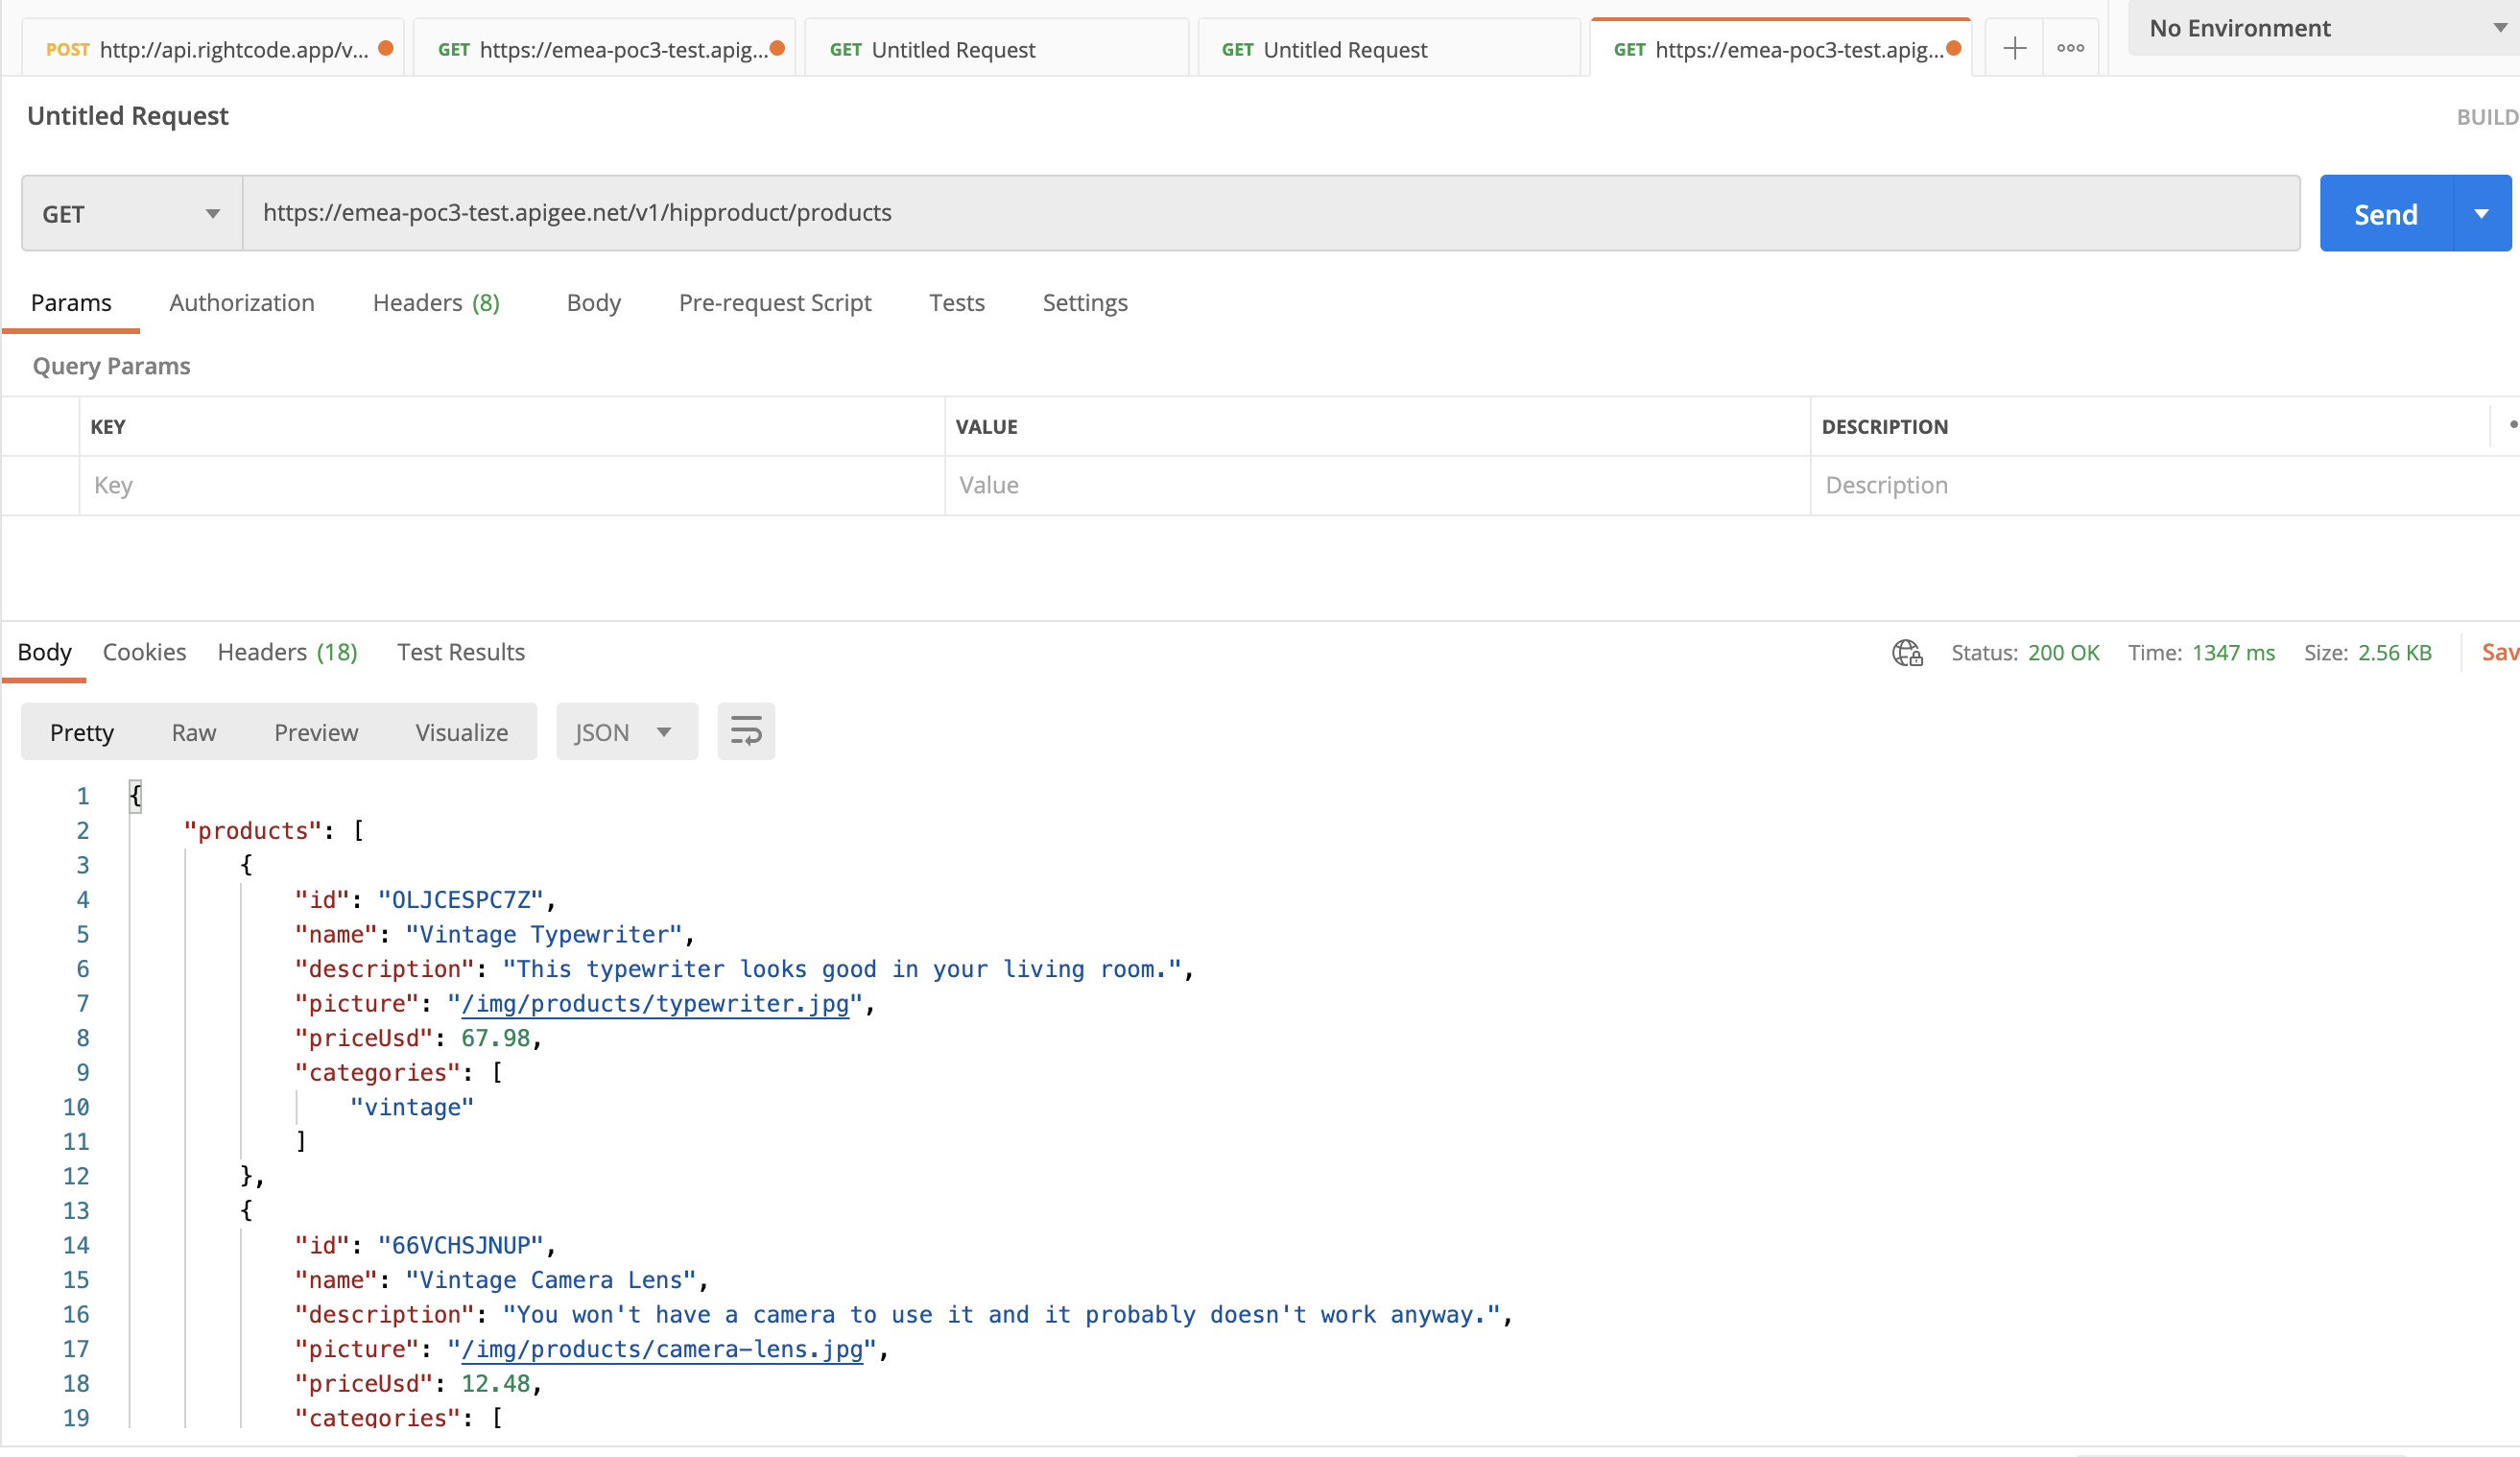 POST http://api.rightcode.app/v... GET https://emea-poc3-test.apig... GET Untitled Request GET Untitled Request GET https://emea-poc3-test.apig... No Environment
Untitled Request BUILD
GET https://emea-poc3-test.apigee.net/v1/hipproduct/products Send
Params Authorization Headers (8) Body Pre-request Script Tests Settings
Query Params
KEY VALUE DESCRIPTION
Key Value Description
Body Cookies Headers (18) Test Results Status: 200 OK Time: 1347 ms Size: 2.56 KB Sav
Pretty Raw Preview Visualize JSON
1 {
2 "products": [
3 {
4 "id": "OLJCESPC7Z",
5 "name": "Vintage Typewriter",
6 "description": "This typewriter looks good in your living room.",
7 "picture": "/img/products/typewriter.jpg",
8 "priceUsd": 67.98,
9 "categories": [
10 "vintage"
11 ]
12 },
13 {
14 "id": "66VCHSJNUP",
15 "name": "Vintage Camera Lens",
16 "description": "You won't have a camera to use it and it probably doesn't work anyway.",
17 "picture": "/img/products/camera-lens.jpg",
18 "priceUsd": 12.48,
19 "categories": [